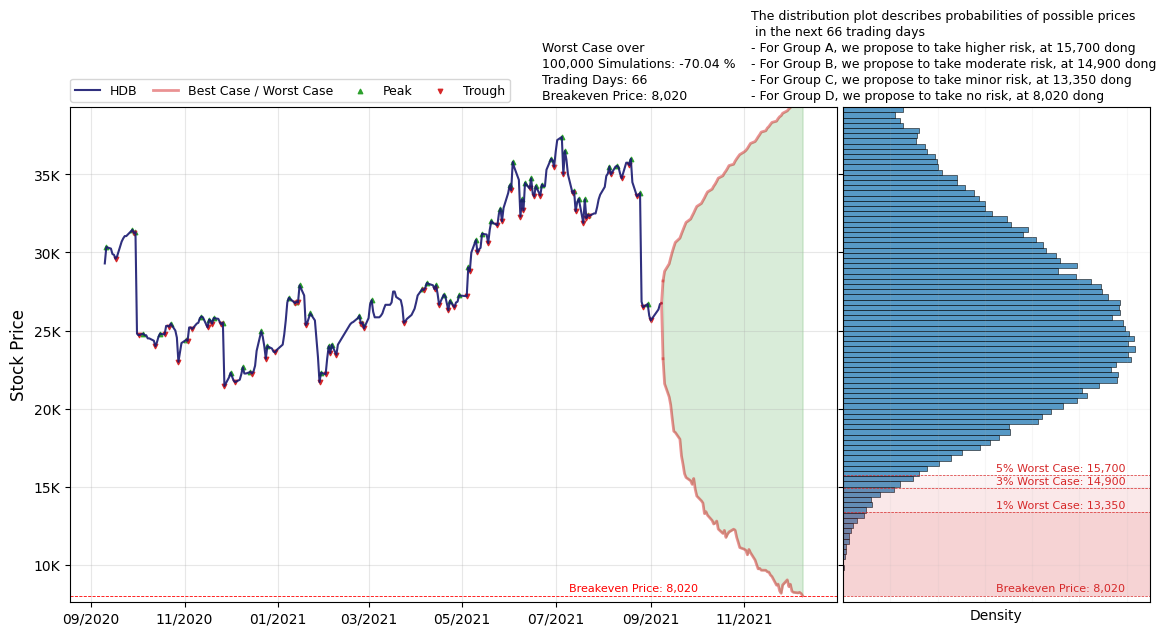 The distribution plot describes probabilities of possible prices
in the next 66 trading days
- For Group A, we propose to take higher risk, at 15,700 dong
- For Group B, we propose to take moderate risk, at 14,900 dong
- For Group C, we propose to take minor risk, at 13,350 dong
- For Group D, we propose to take no risk, at 8,020 dong
Worst Case over
100,000 Simulations: -70.04 %
Trading Days: 66
Breakeven Price: 8,020
HDB
Best Case / Worst Case
Peak
Trough
Stock Price
35K
30K
25K
20K
15K
10K
Breakeven Price: 8,020
09/2020
11/2020
01/2021
03/2021
05/2021
07/2021
09/2021
11/2021
5% Worst Case: 15,700
3% Worst Case: 14,900
1% Worst Case: 13,350
Breakeven Price: 8,020
Density